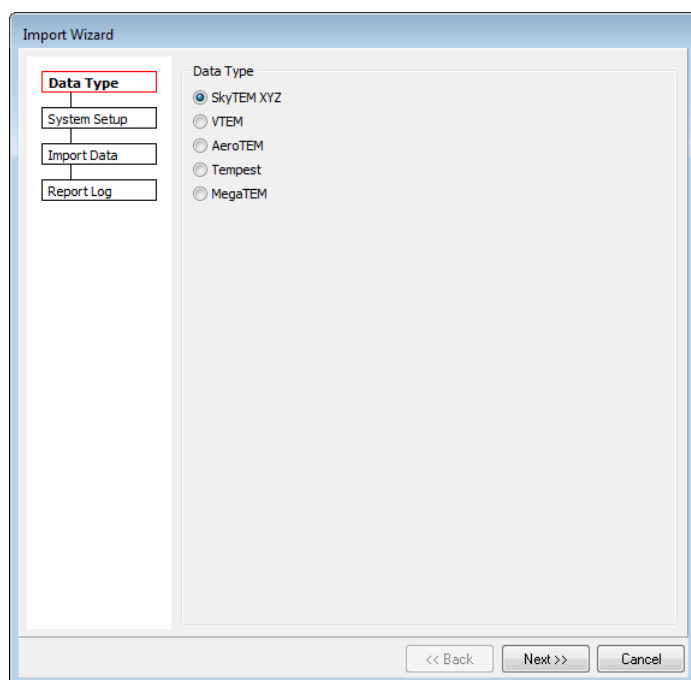 Import Wizard
Data Type
System Setup
Import Data
Report Log
Data Type
SkyTEM XYZ
VTEM
AeroTEM
Tempest
MegaTEM
<< Back
Next >>
Cancel